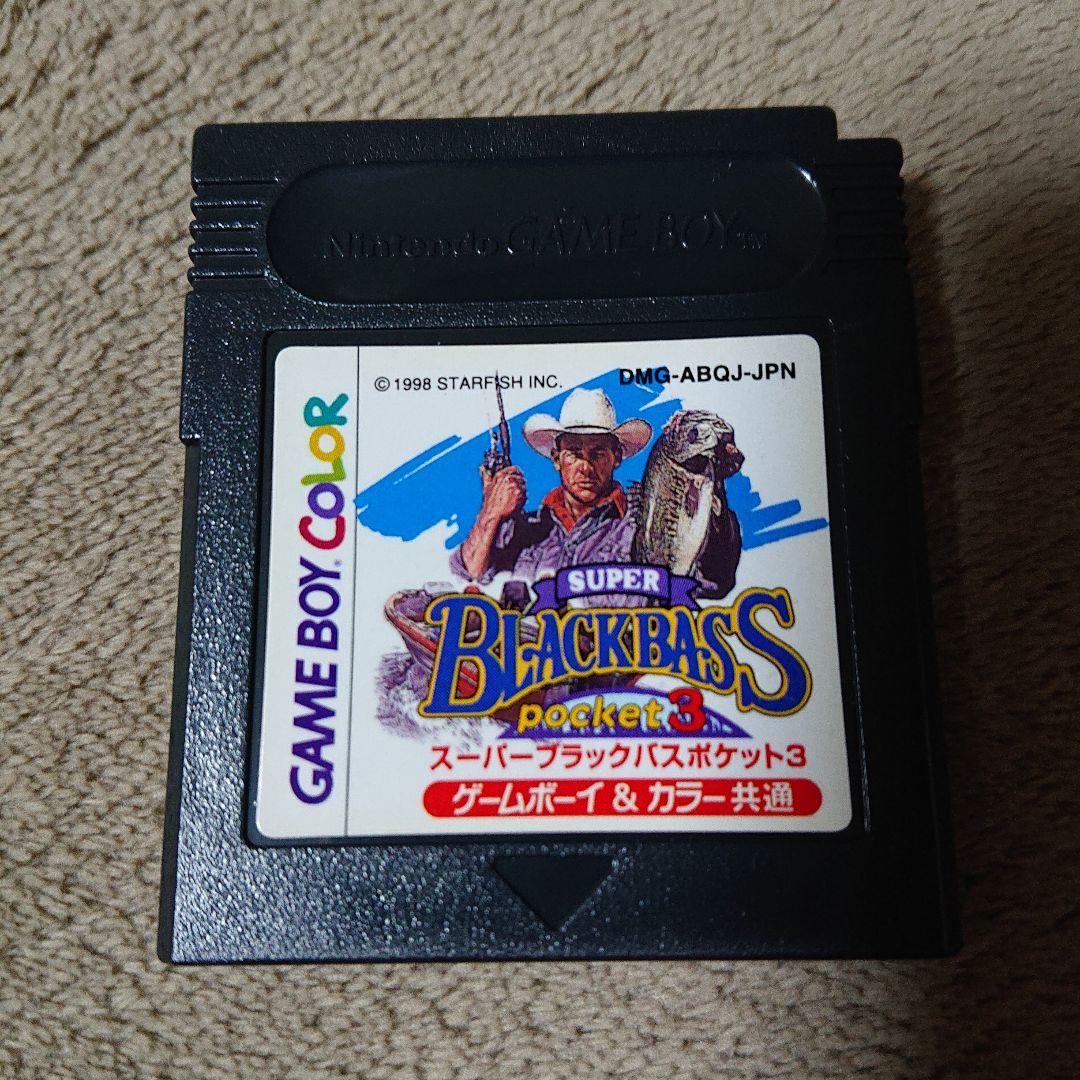 Nintendo GAME BOY™
GAME BOY COLOR
© 1998 STARFISH INC.
DMG-ABQJ-JPN
SUPER
BLACKBASS
pocket 3
スーパーブラックバスポケット3
ゲームボーイ & カラー共通